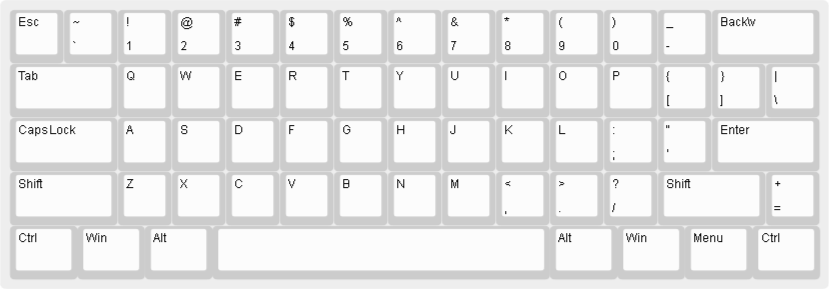 Esc ~ ! @ # $ % ^ & * ( ) _ Back\v
` 1 2 3 4 5 6 7 8 9 0 -
Tab Q W E R T Y U I O P { } |
[ ] \
CapsLock A S D F G H J K L : " Enter
; '
Shift Z X C V B N M < > ? Shift +
, . / =
Ctrl Win Alt Alt Win Menu Ctrl